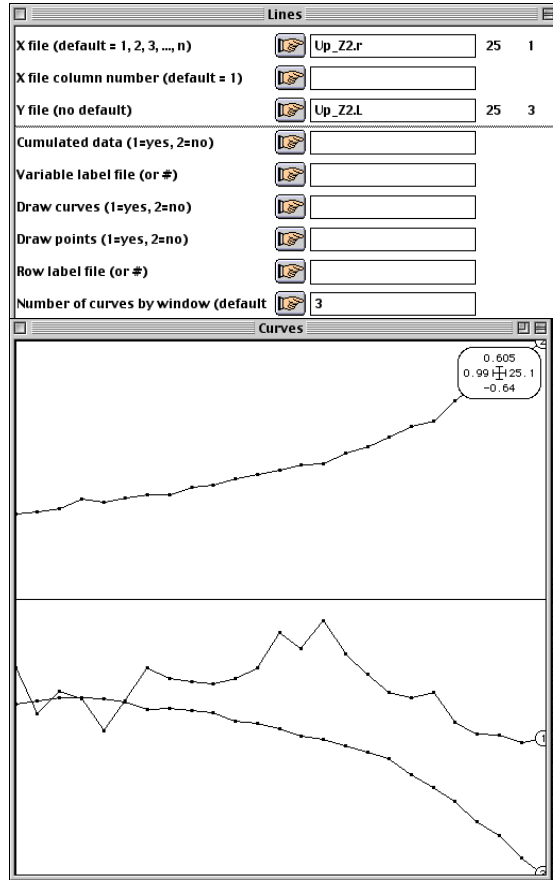 Lines
X file (default = 1, 2, 3, ..., n) Up_Z2.r 25 1
X file column number (default = 1)
Y file (no default) Up_Z2.L 25 3
Cumulated data (1=yes, 2=no)
Variable label file (or #)
Draw curves (1=yes, 2=no)
Draw points (1=yes, 2=no)
Row label file (or #)
Number of curves by window (default 3
Curves
0.605
0.99 25.1
-0.64
1